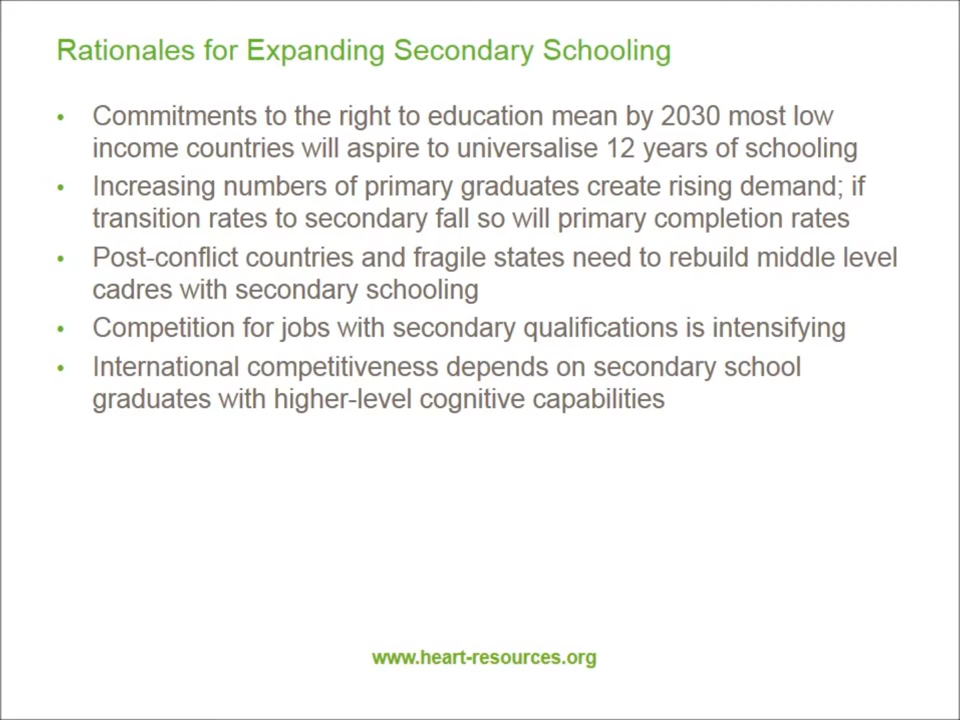 Rationales for Expanding Secondary Schooling
• Commitments to the right to education mean by 2030 most low
income countries will aspire to universalise 12 years of schooling
• Increasing numbers of primary graduates create rising demand; if
transition rates to secondary fall so will primary completion rates
• Post-conflict countries and fragile states need to rebuild middle level
cadres with secondary schooling
• Competition for jobs with secondary qualifications is intensifying
• International competitiveness depends on secondary school
graduates with higher-level cognitive capabilities
www.heart-resources.org